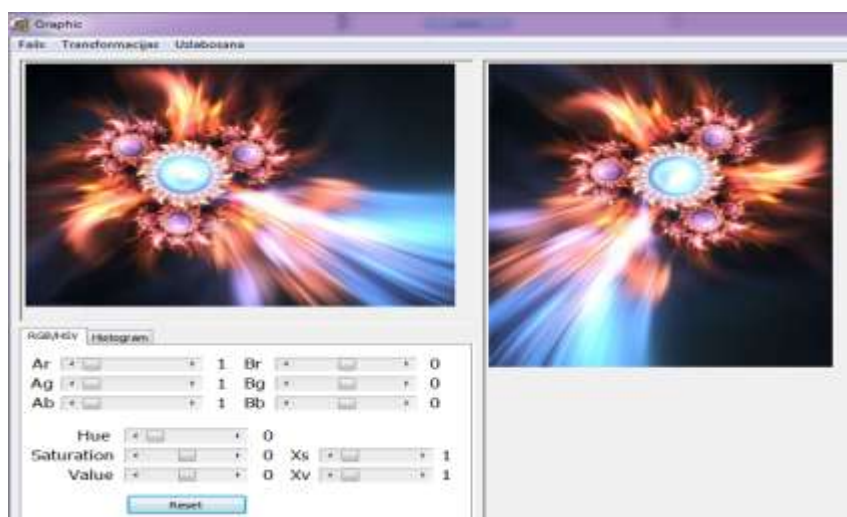 Graphic
Fails Transformacijas Uzlabosana
RGB/HSV Histogram
Ar 1 Br 0
Ag 1 Bg 0
Ab 1 Bb 0
Hue 0
Saturation 0 Xs 1
Value 0 Xv 1
Reset